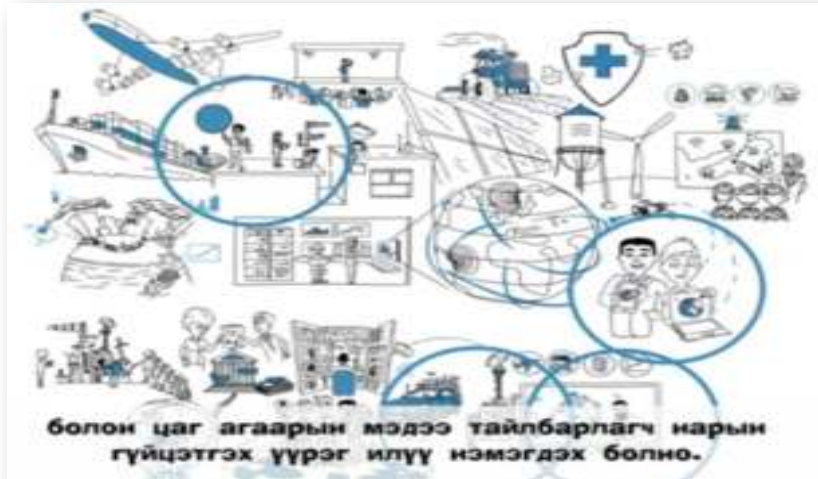 болон цаг агаарын мэдээ тайлбарлагч нарын
гүйцэтгэх үүрэг илүү нэмэгдэх болно.